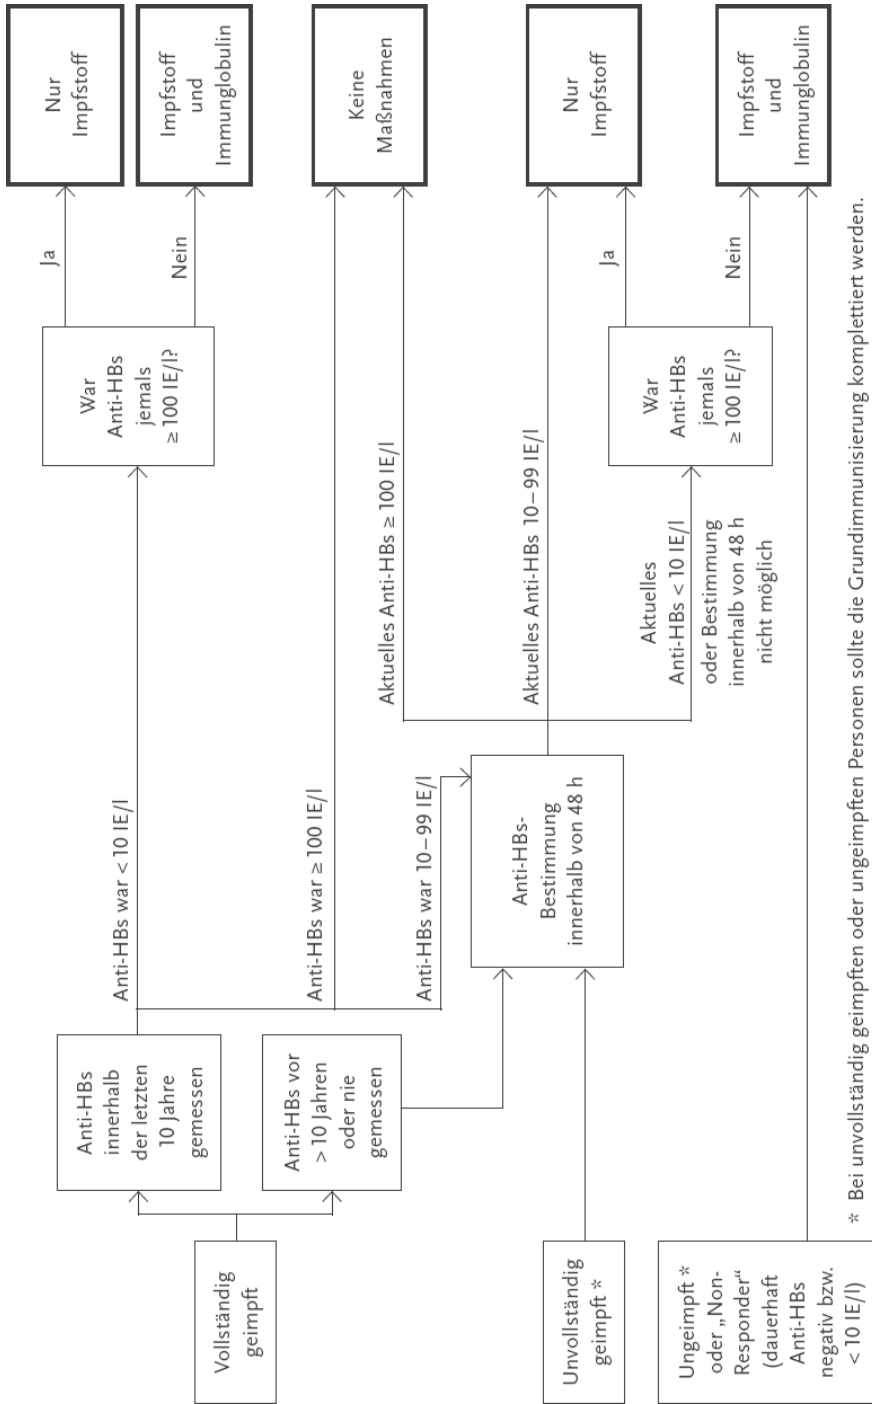 Vollständig
geimpft
Anti-HBs
innerhalb
der letzten
10 Jahre
gemessen
Anti-HBs war < 10 IE/l
War
Anti-HBs
jemals
≥ 100 IE/l?
Ja
Nur
Impfstoff
Nein
Impfstoff
und
Immunglobulin
Anti-HBs vor
> 10 Jahren
oder nie
gemessen
Anti-HBs war ≥ 100 IE/l
Keine
Maßnahmen
Anti-HBs war 10–99 IE/l
Aktuelles Anti-HBs ≥ 100 IE/l
Unvollständig
geimpft *
Anti-HBs-
Bestimmung
innerhalb von 48 h
Aktuelles Anti-HBs 10–99 IE/l
Nur
Impfstoff
Aktuelles
Anti-HBs < 10 IE/l
oder Bestimmung
innerhalb von 48 h
nicht möglich
War
Anti-HBs
jemals
≥ 100 IE/l?
Ja
Nein
Ungeimpft *
oder „Non-
Responder“
(dauerhaft
Anti-HBs
negativ bzw.
< 10 IE/l)
Impfstoff
und
Immunglobulin
* Bei unvollständig geimpften oder ungeimpften Personen sollte die Grundimmunisierung komplettiert werden.